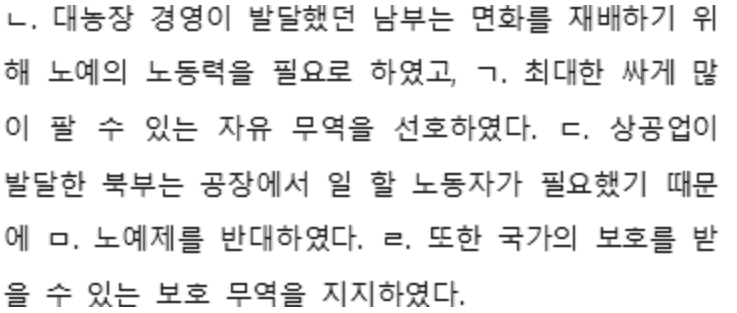 ㄴ. 대농장 경영이 발달했던 남부는 면화를 재배하기 위
해 노예의 노동력을 필요로 하였고, ㄱ. 최대한 싸게 많
이 팔 수 있는 자유 무역을 선호하였다. ㄷ. 상공업이
발달한 북부는 공장에서 일 할 노동자가 필요했기 때문
에 ㅁ. 노예제를 반대하였다. ㄹ. 또한 국가의 보호를 받
을 수 있는 보호 무역을 지지하였다.